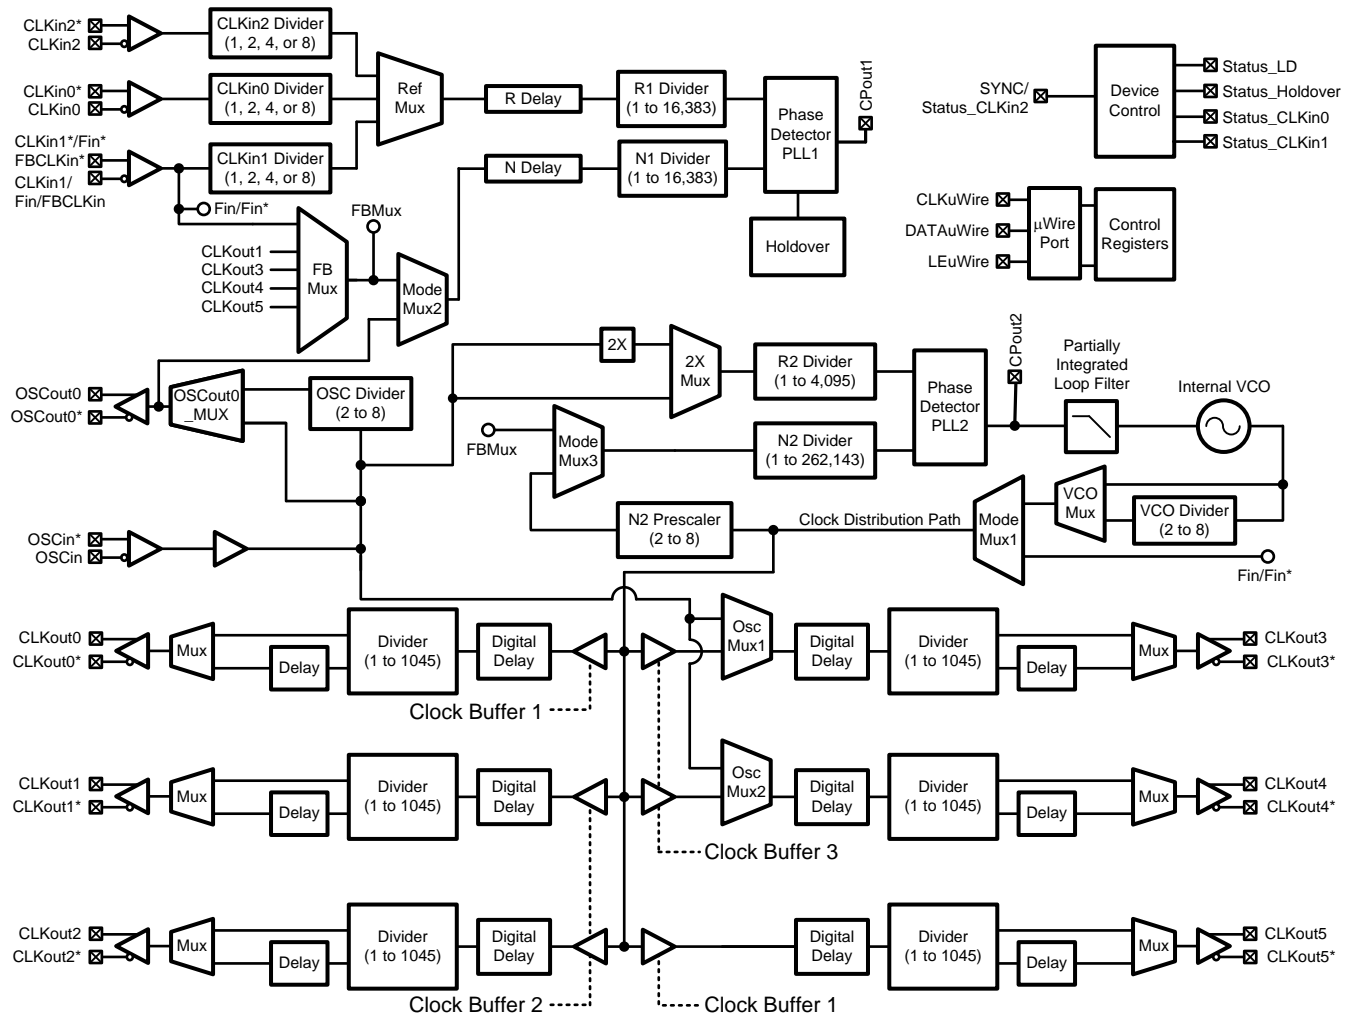 CLKin2*
CLKin2
CLKin2 Divider
(1, 2, 4, or 8)
CLKin0*
CLKin0
CLKin0 Divider
(1, 2, 4, or 8)
CLKin1*/Fin*
FBCLKin*
CLKin1/
Fin/FBCLKin
CLKin1 Divider
(1, 2, 4, or 8)
Fin/Fin*
Ref
Mux
R Delay
R1 Divider
(1 to 16,383)
N Delay
N1 Divider
(1 to 16,383)
Phase
Detector
PLL1
CPout1
Holdover
SYNC/
Status_CLKin2
Device
Control
Status_LD
Status_Holdover
Status_CLKin0
Status_CLKin1
CLKuWire
DATAuWire
LEuWire
µWire
Port
Control
Registers
FBMux
CLKout1
CLKout3
CLKout4
CLKout5
FB
Mux
Mode
Mux2
OSCout0
OSCout0*
OSCout0
_MUX
OSC Divider
(2 to 8)
2X
2X
Mux
R2 Divider
(1 to 4,095)
FBMux
Mode
Mux3
N2 Divider
(1 to 262,143)
Phase
Detector
PLL2
CPout2
Partially
Integrated
Loop Filter
Internal VCO
OSCin*
OSCin
N2 Prescaler
(2 to 8)
Clock Distribution Path
Mode
Mux1
VCO
Mux
VCO Divider
(2 to 8)
Fin/Fin*
CLKout0
CLKout0*
Mux
Delay
Divider
(1 to 1045)
Digital
Delay
Clock Buffer 1
Osc
Mux1
Digital
Delay
Divider
(1 to 1045)
Delay
Mux
CLKout3
CLKout3*
CLKout1
CLKout1*
Mux
Delay
Divider
(1 to 1045)
Digital
Delay
Osc
Mux2
Digital
Delay
Divider
(1 to 1045)
Delay
Mux
CLKout4
CLKout4*
Clock Buffer 3
CLKout2
CLKout2*
Mux
Delay
Divider
(1 to 1045)
Digital
Delay
Digital
Delay
Divider
(1 to 1045)
Delay
Mux
CLKout5
CLKout5*
Clock Buffer 2
Clock Buffer 1